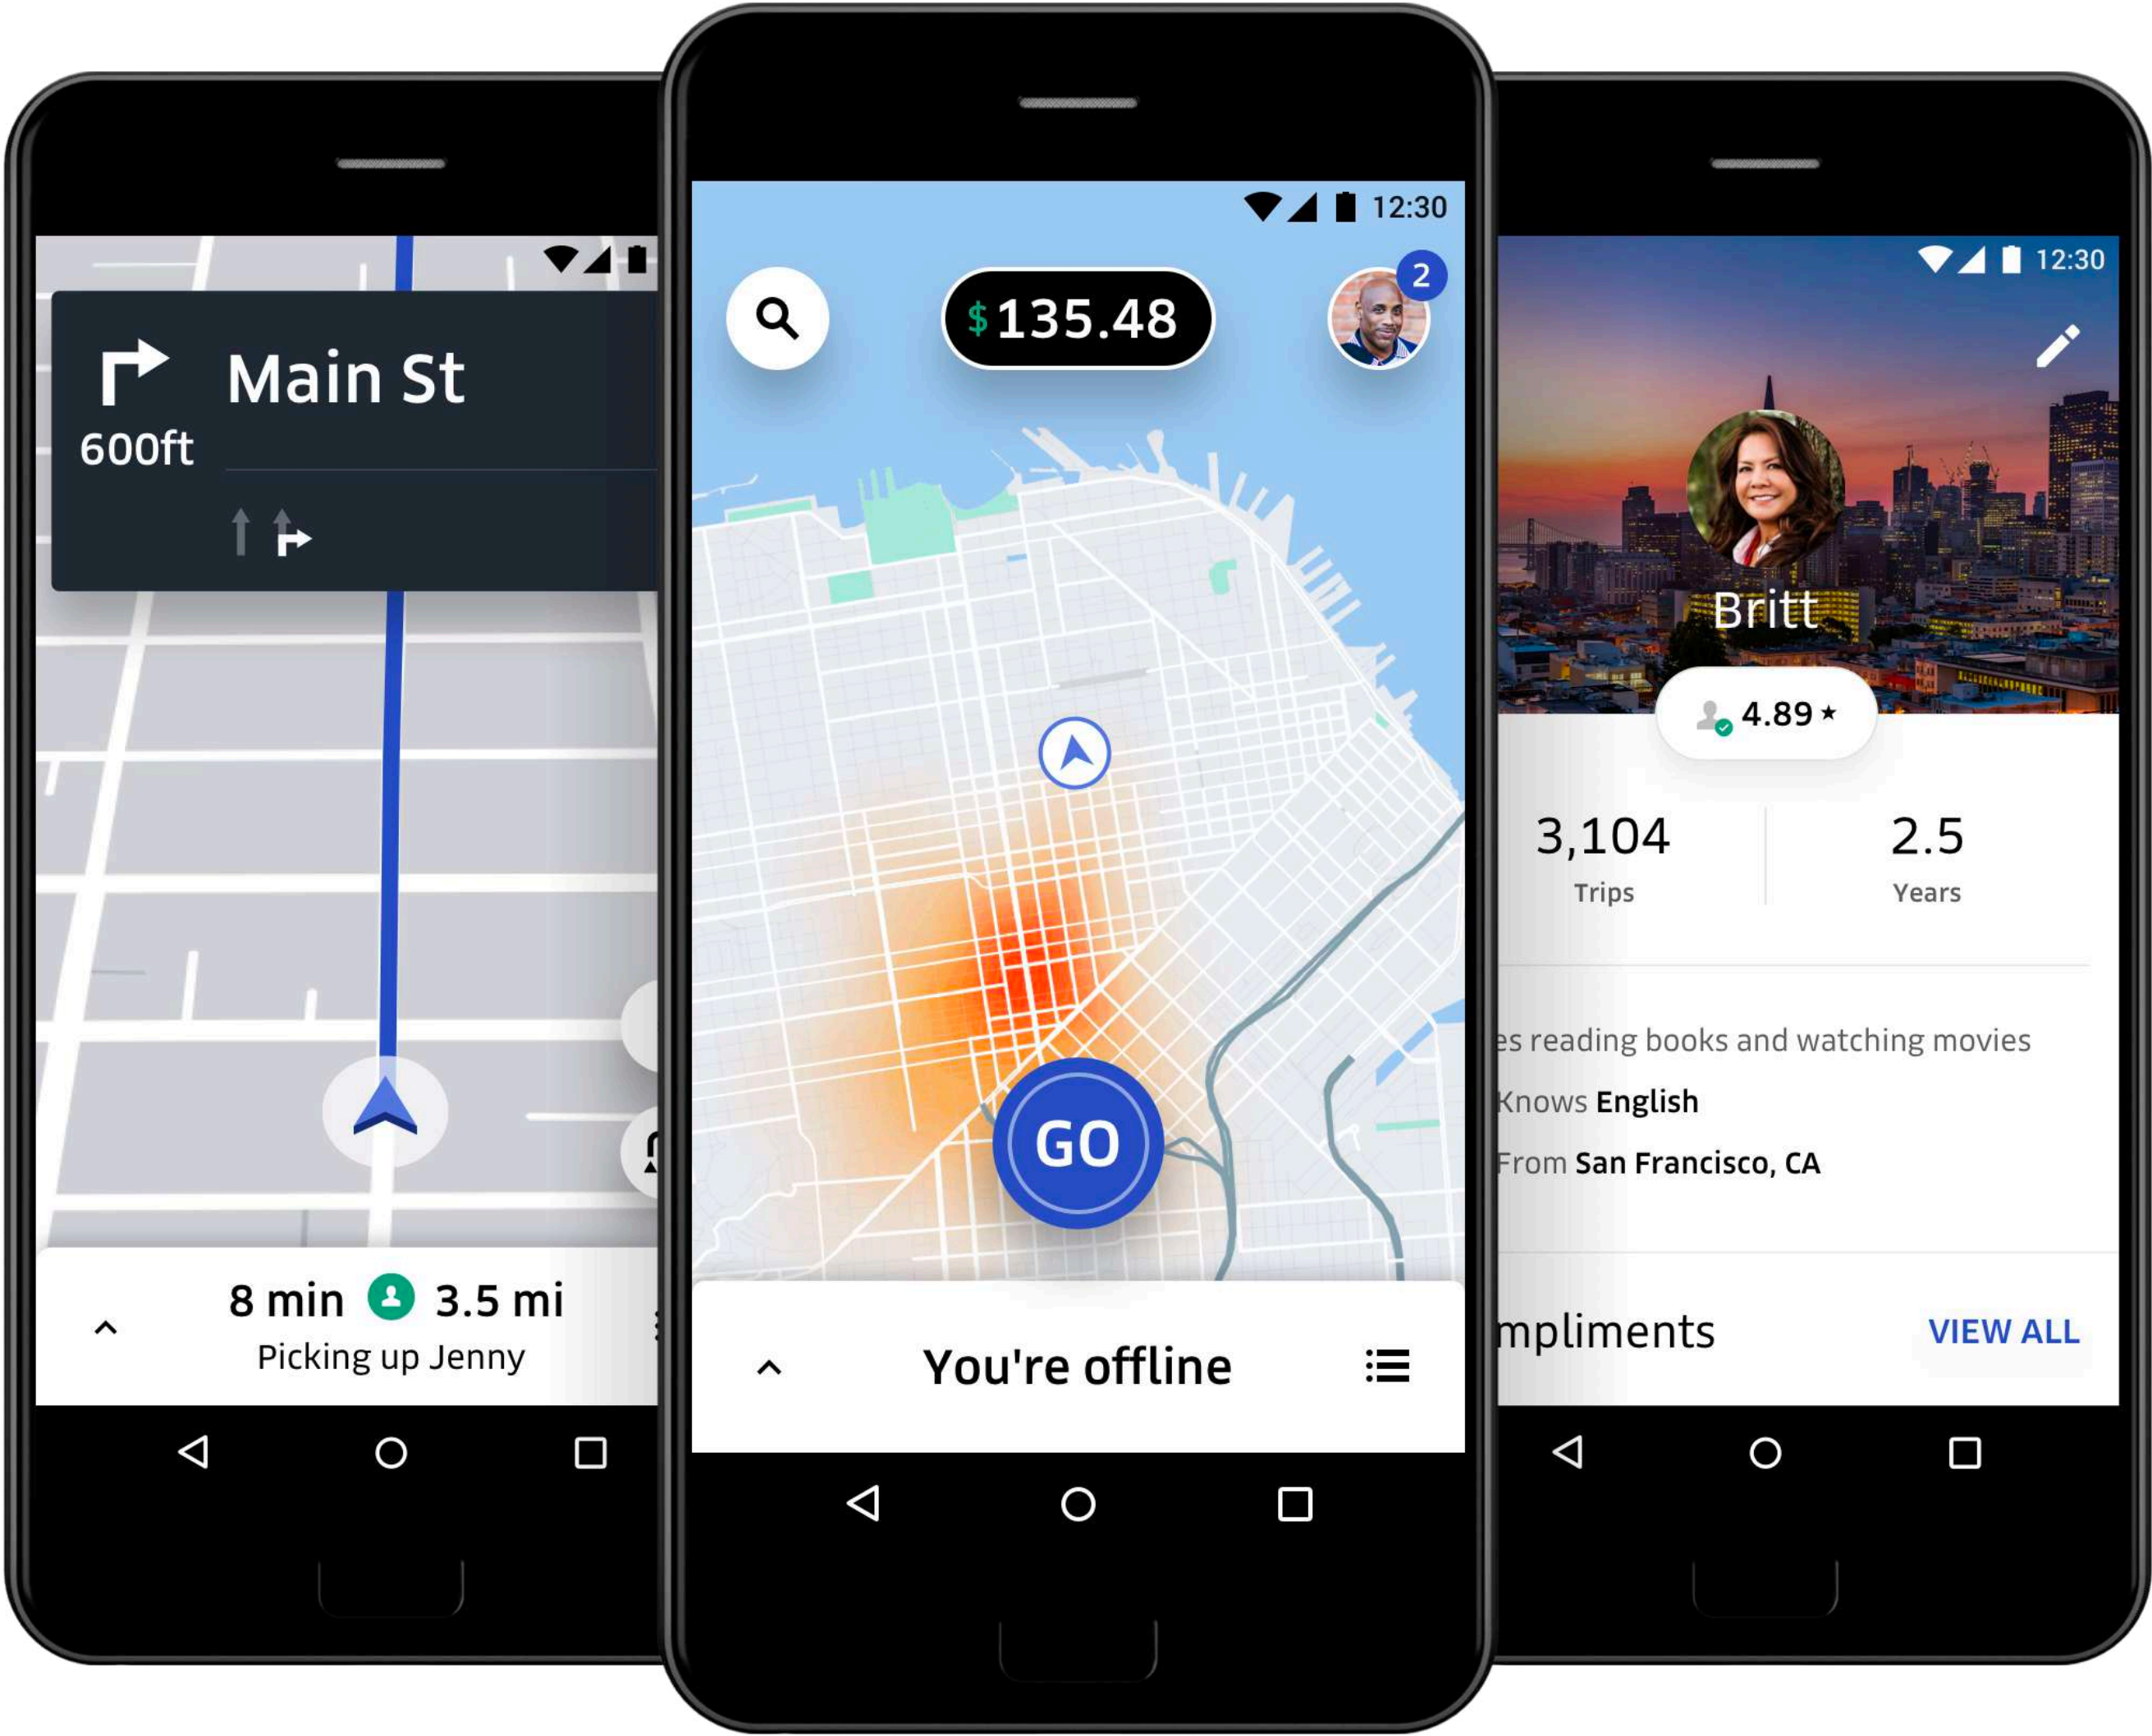 Main St
600ft
8 min 3.5 mi
Picking up Jenny
12:30
$135.48
2
GO
You're offline
12:30
Britt
4.89 ★
3,104
Trips
2.5
Years
es reading books and watching movies
Knows English
From San Francisco, CA
mpliments
VIEW ALL